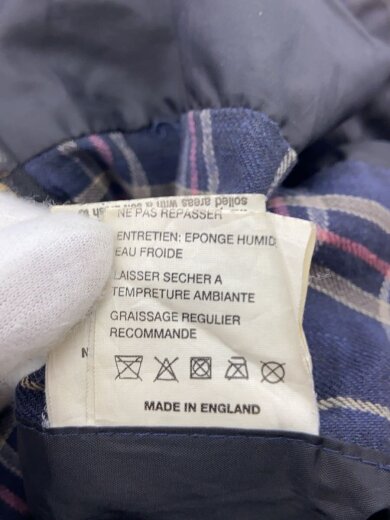 soiled areas with a
NE PAS REPASSER
ENTRETIEN: EPONGE HUMID
EAU FROIDE
LAISSER SECHER A
TEMPRETURE AMBIANTE
GRAISSAGE REGULIER
RECOMMANDE
N
MADE IN ENGLAND